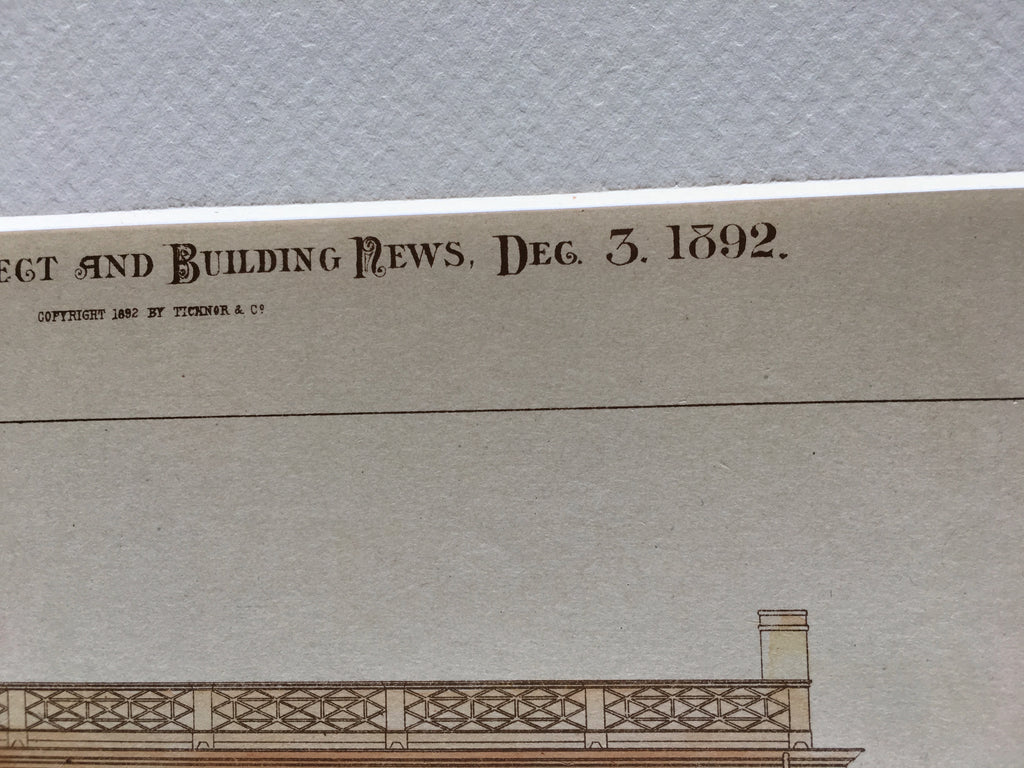 ECT AND BUILDING NEWS, DEC. 3. 1892.
COPYRIGHT 1892 BY TICKNOR & Cº